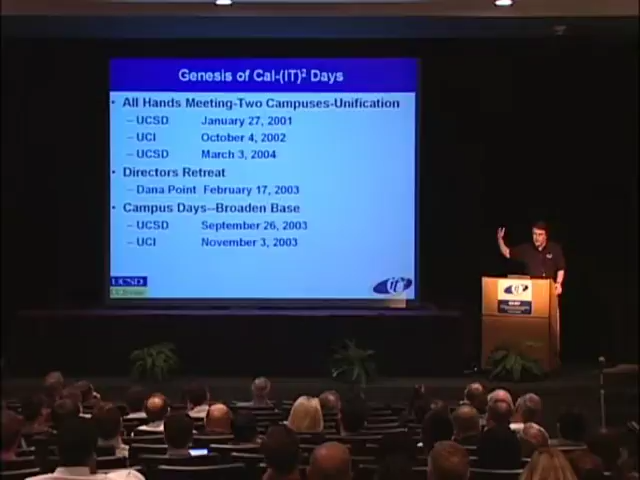 Genesis of Cal-(IT)² Days
• All Hands Meeting-Two Campuses-Unification
– UCSD January 27, 2001
– UCI October 4, 2002
– UCSD March 3, 2004
• Directors Retreat
– Dana Point February 17, 2003
• Campus Days--Broaden Base
– UCSD September 26, 2003
– UCI November 3, 2003
UCSD